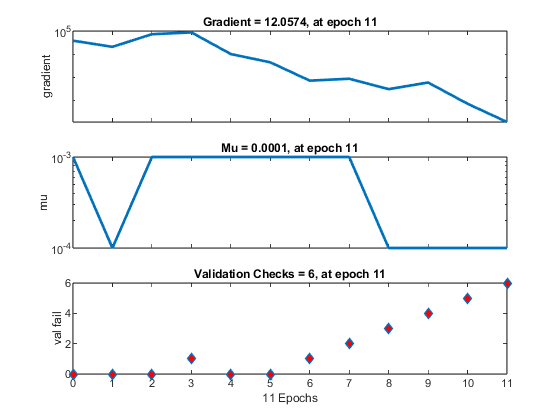 Gradient = 12.0574, at epoch 11
10^5
gradient
Mu = 0.0001, at epoch 11
10^-3
mu
10^-4
Validation Checks = 6, at epoch 11
6
4
val fail
2
0
0 1 2 3 4 5 6 7 8 9 10 11
11 Epochs